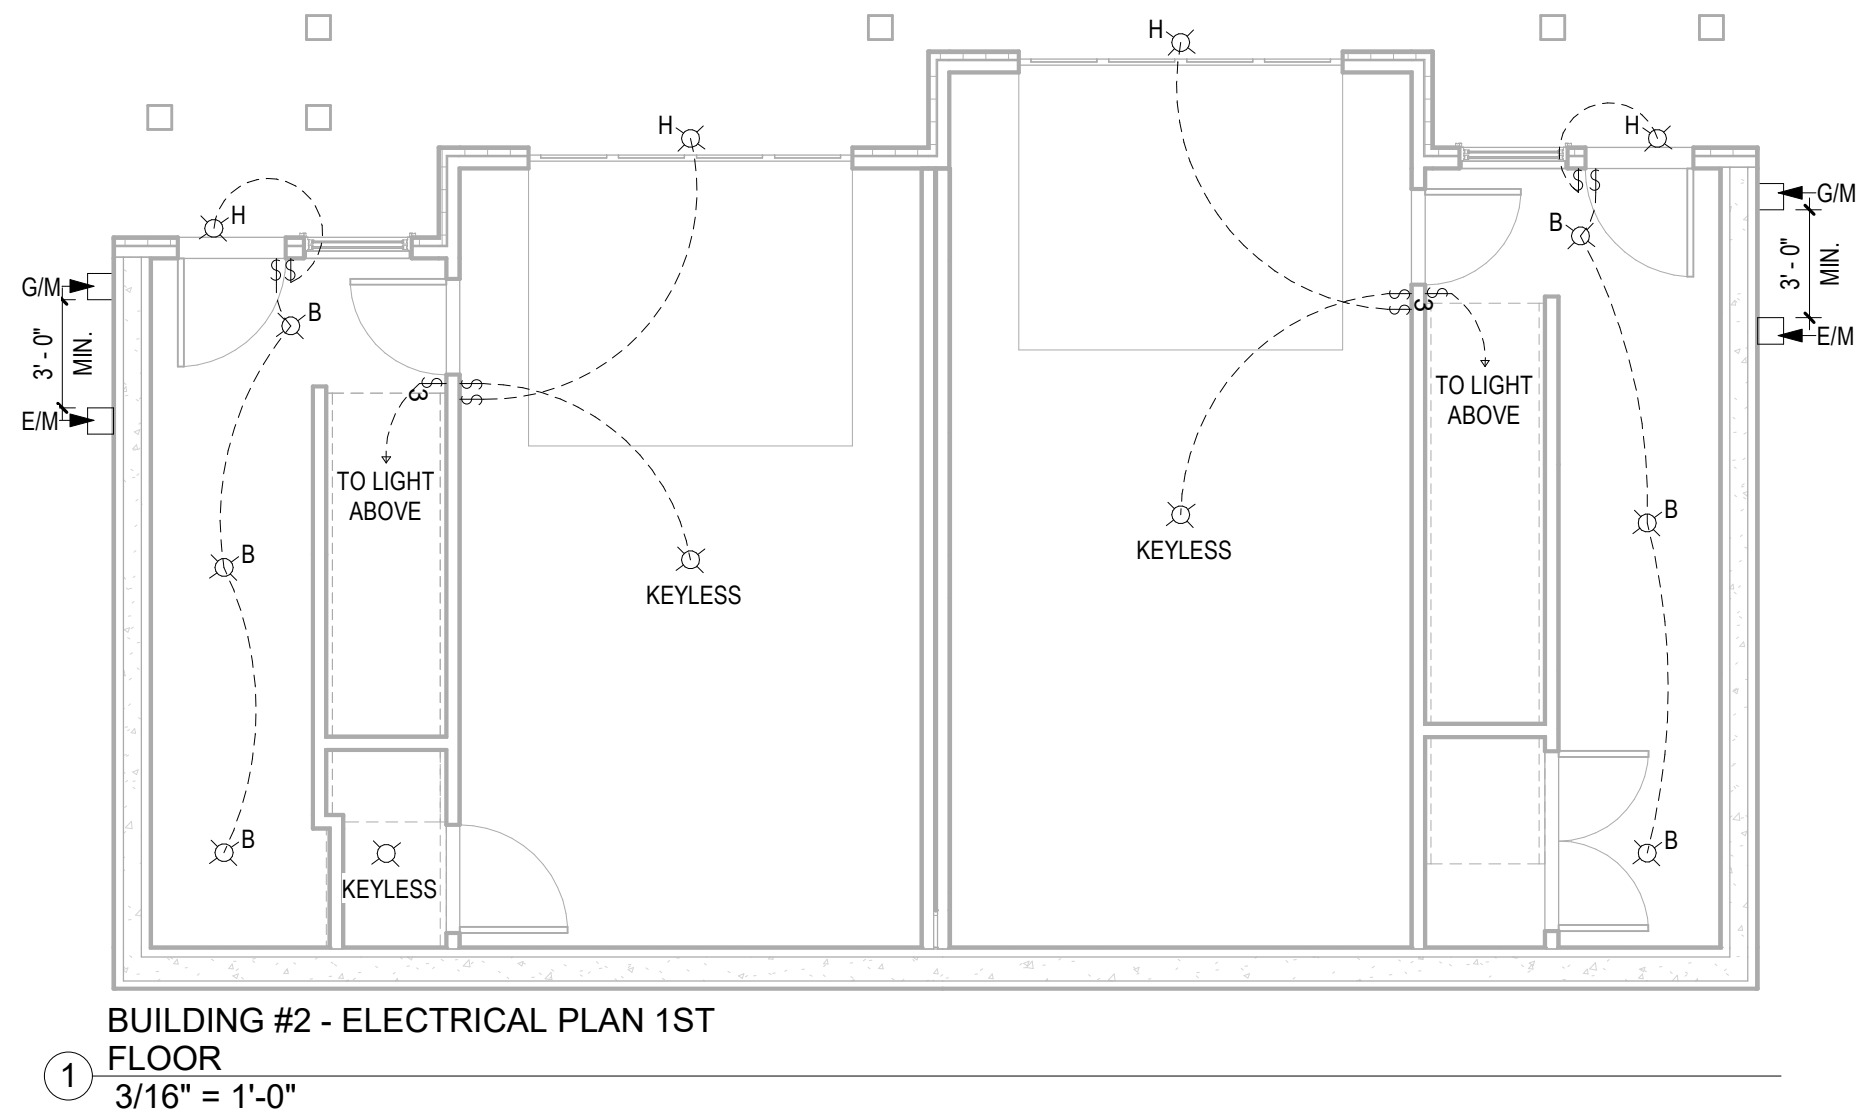 H
H
H
H
G/M
3' - 0"
MIN.
E/M
$
$
B
$
3
$
$
TO LIGHT
ABOVE
B
KEYLESS
B
KEYLESS
$
$
B
$
$
$
3
TO LIGHT
ABOVE
KEYLESS
B
B
G/M
3' - 0"
MIN.
E/M
BUILDING #2 - ELECTRICAL PLAN 1ST
FLOOR
1
3/16" = 1'-0"